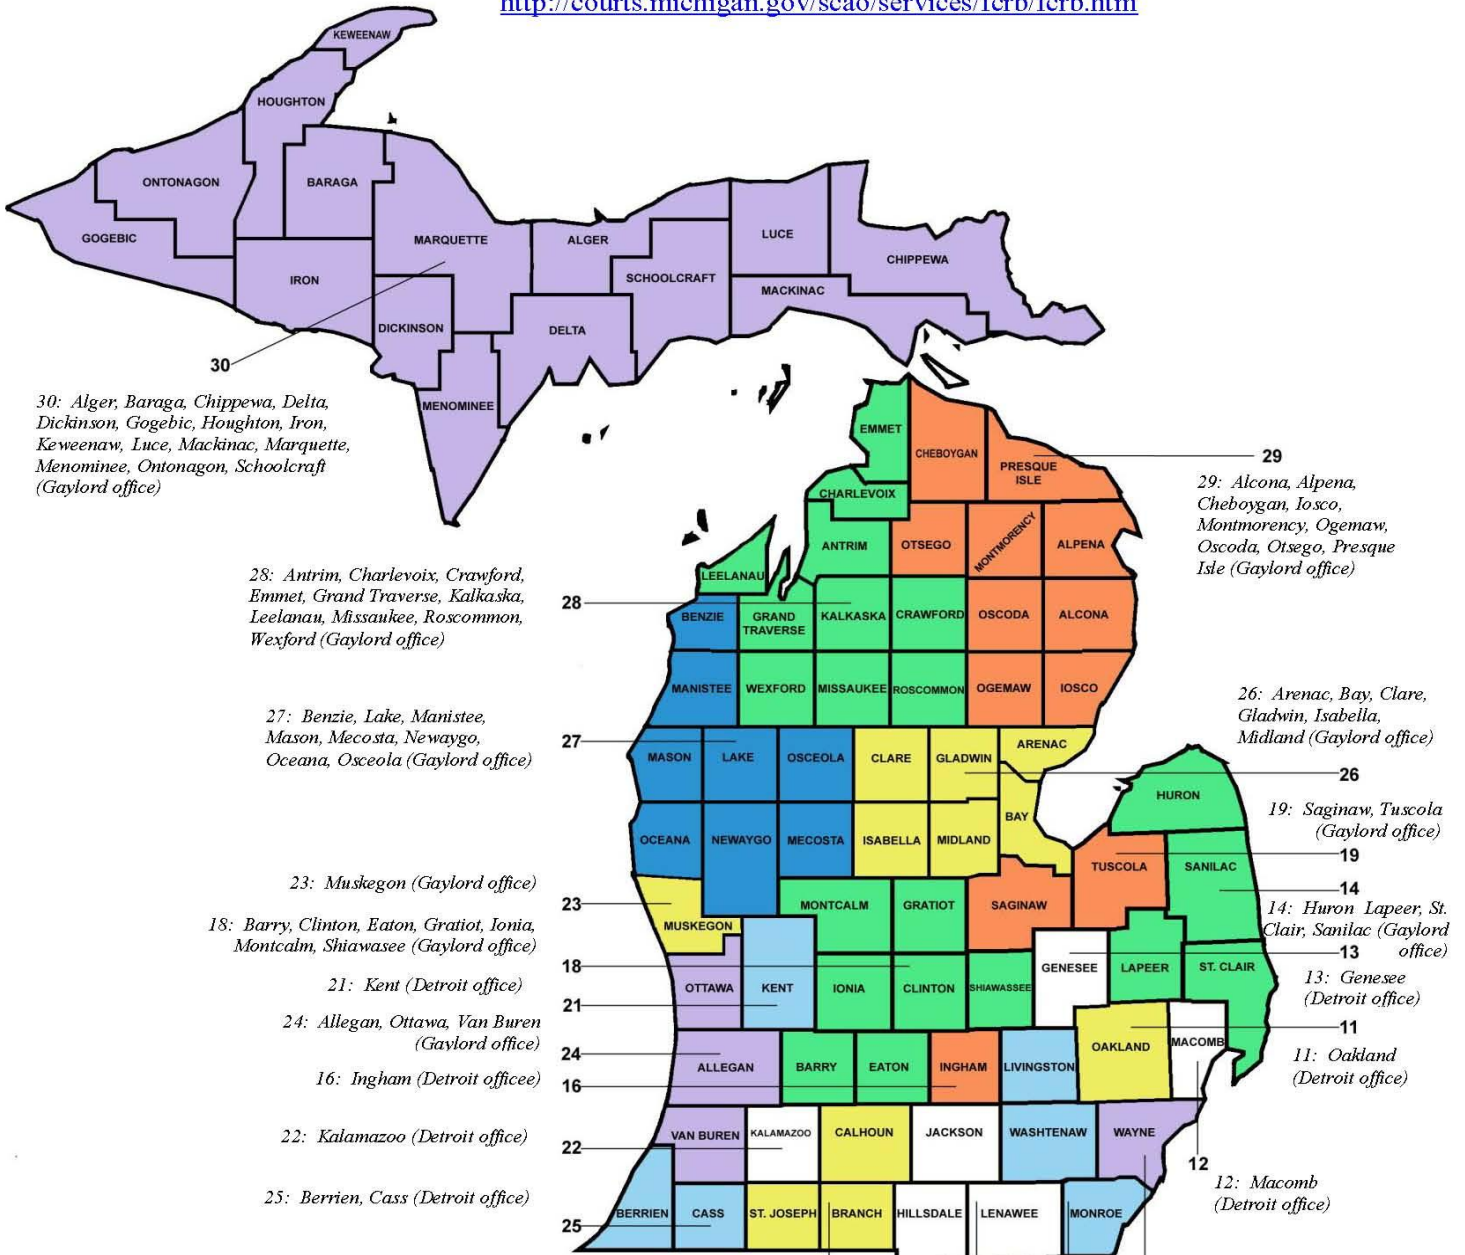 http://courts.michigan.gov/scao/services/fcrb/fcrb.htm
KEWEENAW
HOUGHTON
ONTONAGON
BARAGA
GOGEBIC
MARQUETTE
ALGER
LUCE
CHIPPEWA
IRON
SCHOOLCRAFT
MACKINAC
DICKINSON
DELTA
30
MENOMINEE
30: Alger, Baraga, Chippewa, Delta,
Dickinson, Gogebic, Houghton, Iron,
Keweenaw, Luce, Mackinac, Marquette,
Menominee, Ontonagon, Schoolcraft
(Gaylord office)
EMMET
CHEBOYGAN
PRESQUE
ISLE
29
29: Alcona, Alpena,
Cheboygan, Iosco,
Montmorency, Ogemaw,
Oscoda, Otsego, Presque
Isle (Gaylord office)
CHARLEVOIX
ANTRIM
OTSEGO
MONTMORENCY
ALPENA
LEELANAU
28: Antrim, Charlevoix, Crawford,
Emmet, Grand Traverse, Kalkaska,
Leelanau, Missaukee, Roscommon,
Wexford (Gaylord office)
28
BENZIE
GRAND
TRAVERSE
KALKASKA
CRAWFORD
OSCODA
ALCONA
MANISTEE
WEXFORD
MISSAUKEE
ROSCOMMON
OGEMAW
IOSCO
26: Arenac, Bay, Clare,
Gladwin, Isabella,
Midland (Gaylord office)
27: Benzie, Lake, Manistee,
Mason, Mecosta, Newaygo,
Oceana, Osceola (Gaylord office)
27
MASON
LAKE
OSCEOLA
CLARE
GLADWIN
ARENAC
26
HURON
19: Saginaw, Tuscola
(Gaylord office)
OCEANA
NEWAYGO
MECOSTA
ISABELLA
MIDLAND
BAY
19
TUSCOLA
SANILAC
14
23: Muskegon (Gaylord office)
23
MUSKEGON
MONTCALM
GRATIOT
SAGINAW
14: Huron Lapeer, St.
Clair, Sanilac (Gaylord
office)
18: Barry, Clinton, Eaton, Gratiot, Ionia,
Montcalm, Shiawasee (Gaylord office)
13
18
GENESEE
LAPEER
ST. CLAIR
13: Genesee
(Detroit office)
21: Kent (Detroit office)
21
OTTAWA
KENT
IONIA
CLINTON
SHIAWASSEE
24: Allegan, Ottawa, Van Buren
(Gaylord office)
11
24
OAKLAND
MACOMB
11: Oakland
(Detroit office)
16: Ingham (Detroit officee)
16
ALLEGAN
BARRY
EATON
INGHAM
LIVINGSTON
22: Kalamazoo (Detroit office)
22
VAN BUREN
KALAMAZOO
CALHOUN
JACKSON
WASHTENAW
WAYNE
12
12: Macomb
(Detroit office)
25: Berrien, Cass (Detroit office)
25
BERRIEN
CASS
ST. JOSEPH
BRANCH
HILLSDALE
LENAWEE
MONROE